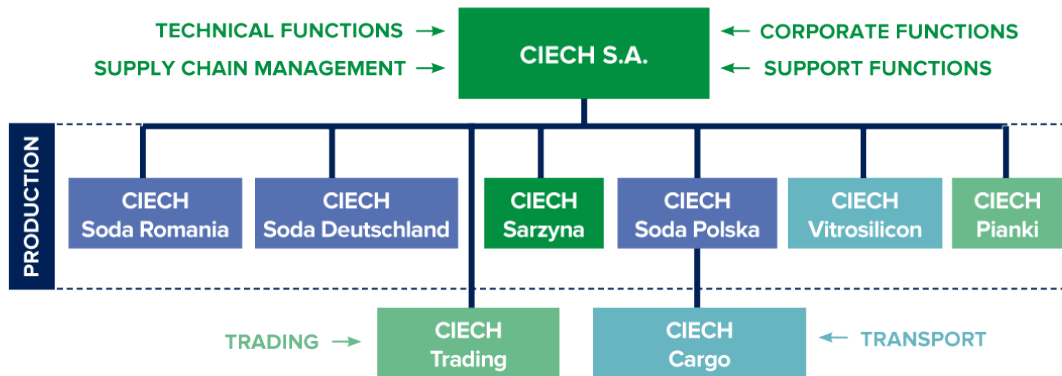 TECHNICAL FUNCTIONS
SUPPLY CHAIN MANAGEMENT
CIECH S.A.
CORPORATE FUNCTIONS
SUPPORT FUNCTIONS
PRODUCTION
CIECH
Soda Romania
CIECH
Soda Deutschland
CIECH
Sarzyna
CIECH
Soda Polska
CIECH
Vitrosilicon
CIECH
Pianki
TRADING
CIECH
Trading
CIECH
Cargo
TRANSPORT